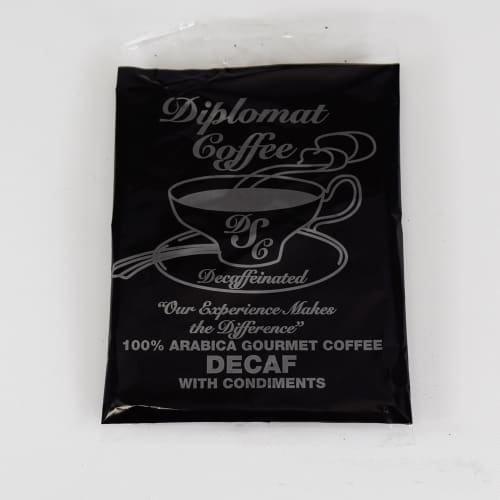 Diplomat
Coffee
DSC
Decaffeinated
"Our Experience Makes
the Difference"
100% ARABICA GOURMET COFFEE
DECAF
WITH CONDIMENTS